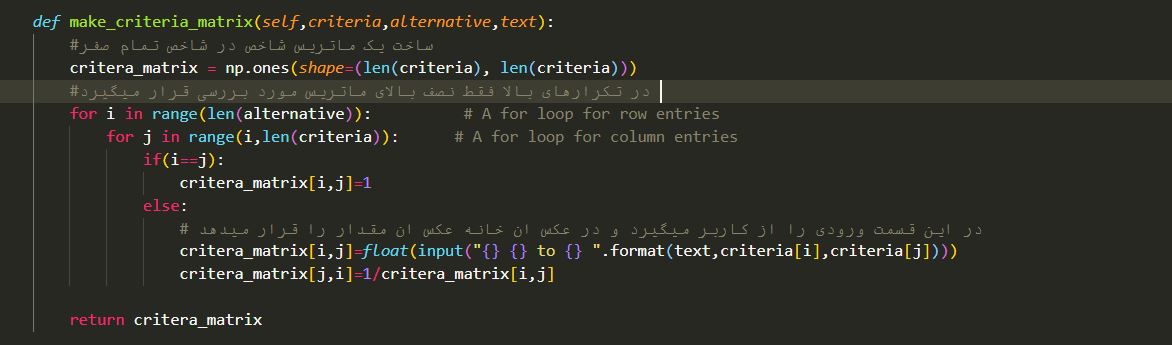 def make_criteria_matrix(self,criteria,alternative,text):
#ساخت یک ماتریس شاخص در شاخص تمام صفر
critera_matrix = np.ones(shape=(len(criteria), len(criteria)))
#در تکرارهای بالا فقط نصف بالای ماتریس مورد بررسی قرار میگیرد
for i in range(len(alternative)): # A for loop for row entries
for j in range(i,len(criteria)): # A for loop for column entries
if(i==j):
critera_matrix[i,j]=1
else:
# در این قسمت ورودی را از کاربر میگیرد و در عکس ان خانه عکس ان مقدار را قرار میدهد
critera_matrix[i,j]=float(input("{} {} to {} ".format(text,criteria[i],criteria[j])))
critera_matrix[j,i]=1/critera_matrix[i,j]
return critera_matrix